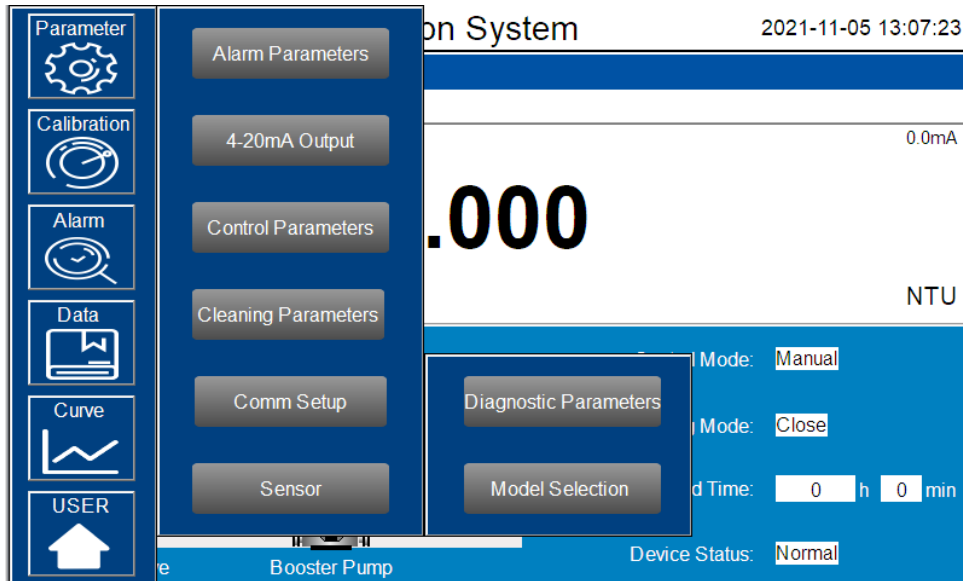 Parameter
Calibration
Alarm
Data
Curve
USER
Alarm Parameters
4-20mA Output
Control Parameters
Cleaning Parameters
Comm Setup
Sensor
Diagnostic Parameters
Model Selection
on System
2021-11-05 13:07:23
0.0mA
.000
NTU
Mode: Manual
g Mode: Close
d Time: 0 h 0 min
Device Status: Normal
e
Booster Pump